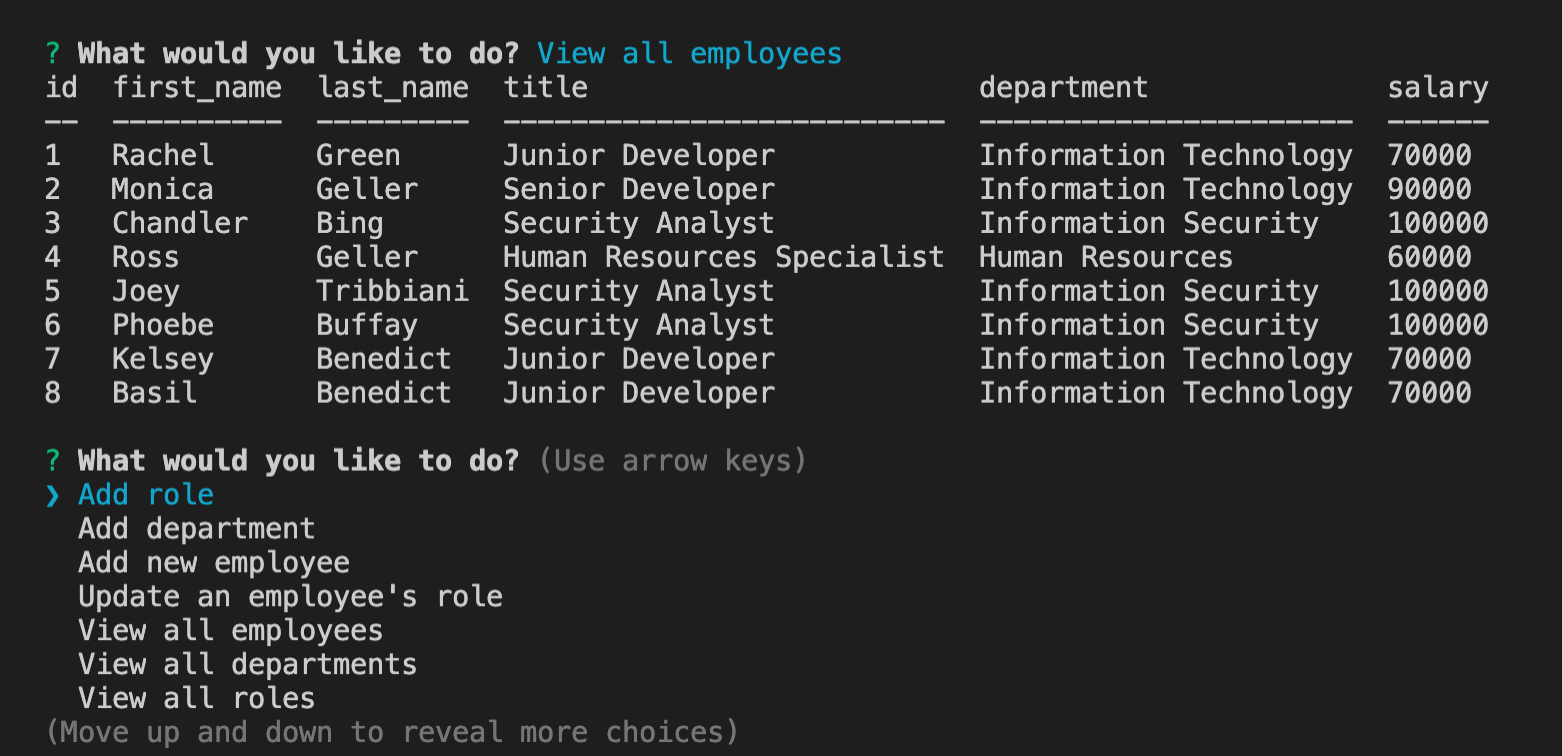 ? What would you like to do? View all employees
id  first_name  last_name  title                       department              salary
--  ----------  ---------  --------------------------  ----------------------  ------
1   Rachel      Green      Junior Developer            Information Technology  70000
2   Monica      Geller     Senior Developer            Information Technology  90000
3   Chandler    Bing       Security Analyst            Information Security    100000
4   Ross        Geller     Human Resources Specialist  Human Resources         60000
5   Joey        Tribbiani  Security Analyst            Information Security    100000
6   Phoebe      Buffay     Security Analyst            Information Security    100000
7   Kelsey      Benedict   Junior Developer            Information Technology  70000
8   Basil       Benedict   Junior Developer            Information Technology  70000
? What would you like to do? (Use arrow keys)
❯ Add role
  Add department
  Add new employee
  Update an employee's role
  View all employees
  View all departments
  View all roles
(Move up and down to reveal more choices)